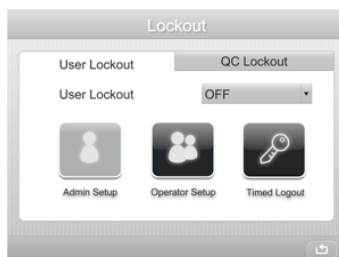 Lockout
User Lockout QC Lockout
User Lockout OFF
Admin Setup Operator Setup Timed Logout